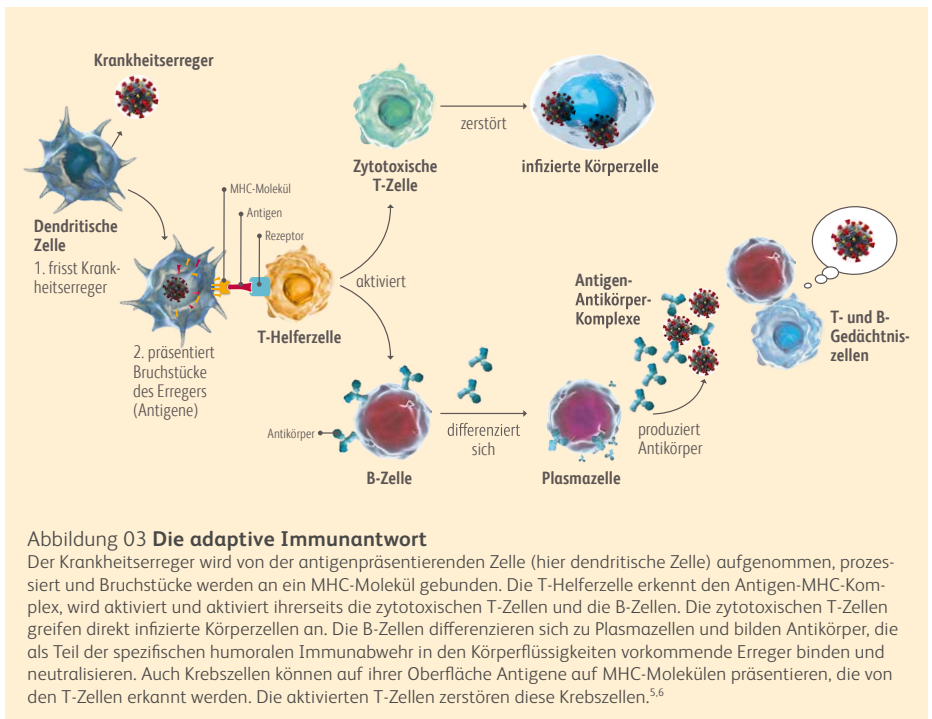 Krankheitserreger
Dendritische
Zelle
1. frisst Krank-
heitserreger
2. präsentiert
Bruchstücke
des Erregers
(Antigene)
MHC-Molekül
Antigen
Rezeptor
T-Helferzelle
aktiviert
Zytotoxische
T-Zelle
zerstört
infizierte Körperzelle
Antikörper
B-Zelle
differenziert
sich
Plasmazelle
produziert
Antikörper
Antigen-
Antikörper-
Komplexe
T- und B-
Gedächtnis-
zellen
Abbildung 03 Die adaptive Immunantwort
Der Krankheitserreger wird von der antigenpräsentierenden Zelle (hier dendritische Zelle) aufgenommen, prozes-
siert und Bruchstücke werden an ein MHC-Molekül gebunden. Die T-Helferzelle erkennt den Antigen-MHC-Kom-
plex, wird aktiviert und aktiviert ihrerseits die zytotoxischen T-Zellen und die B-Zellen. Die zytotoxischen T-Zellen
greifen direkt infizierte Körperzellen an. Die B-Zellen differenzieren sich zu Plasmazellen und bilden Antikörper, die
als Teil der spezifischen humoralen Immunabwehr in den Körperflüssigkeiten vorkommende Erreger binden und
neutralisieren. Auch Krebszellen können auf ihrer Oberfläche Antigene auf MHC-Molekülen präsentieren, die von
den T-Zellen erkannt werden. Die aktivierten T-Zellen zerstören diese Krebszellen.5,6